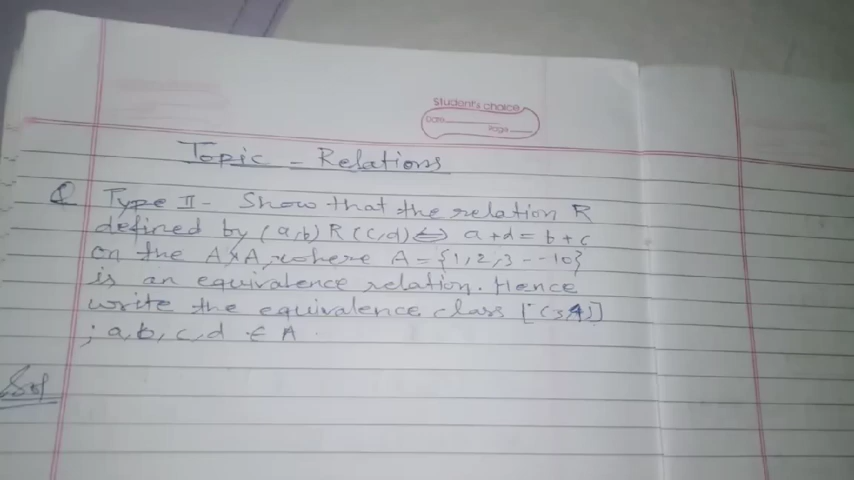 Student's choice
Date
Page
Topic - Relations
Q Type II - Show that the relation R
defined by (a,b) R (c,d) ⇔ a+d = b+c
on the A×A, where A = {1,2,3 - - 10}
is an equivalence relation. Hence
write the equivalence class [(3,4)]
; a,b, c,d ∈ A.
Sol